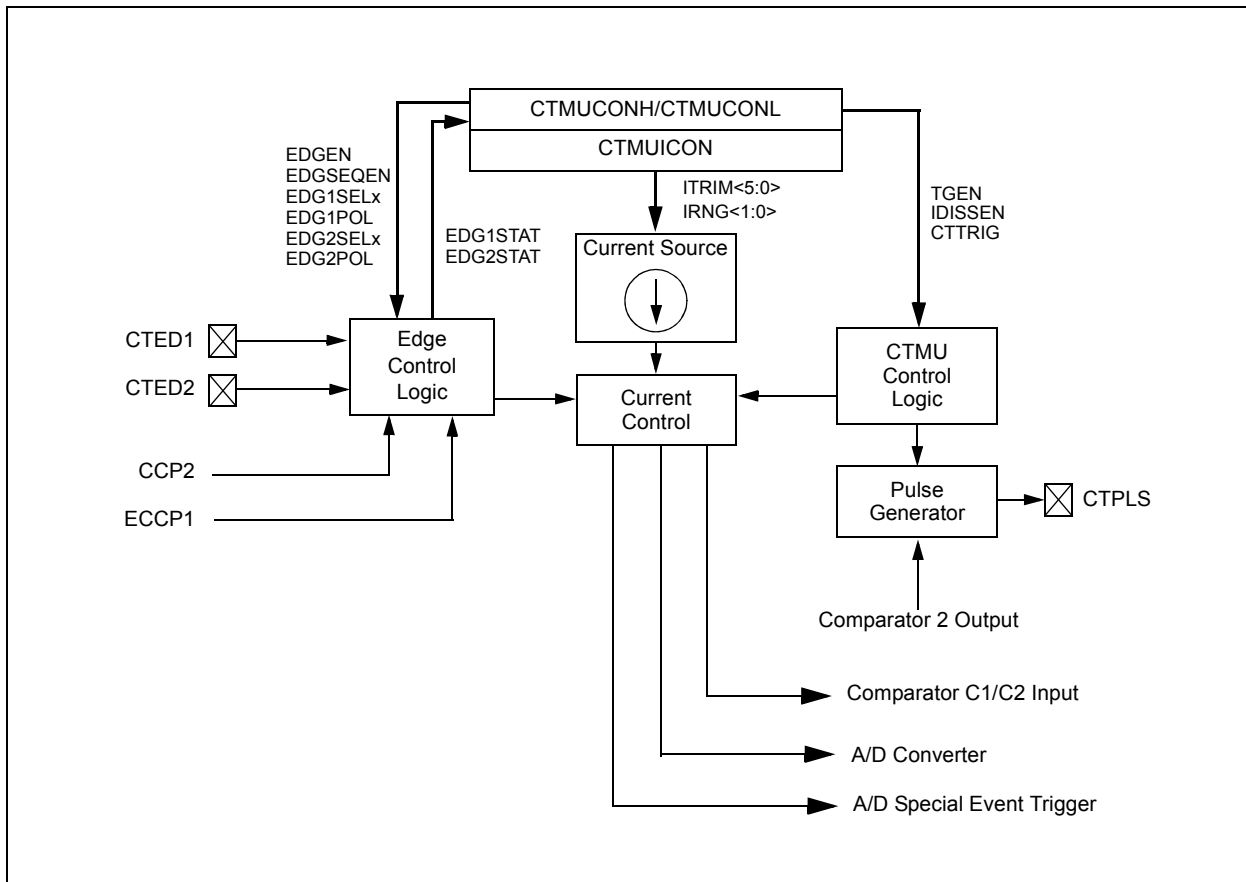 CTMUCONH/CTMUCONL
CTMUICON
EDGEN
EDGSEQEN
EDG1SELx
EDG1POL
EDG2SELx
EDG2POL
EDG1STAT
EDG2STAT
ITRIM<5:0>
IRNG<1:0>
TGEN
IDISSEN
CTTRIG
Current Source
CTED1
CTED2
Edge
Control
Logic
Current
Control
CTMU
Control
Logic
CCP2
ECCP1
Pulse
Generator
CTPLS
Comparator 2 Output
Comparator C1/C2 Input
A/D Converter
A/D Special Event Trigger